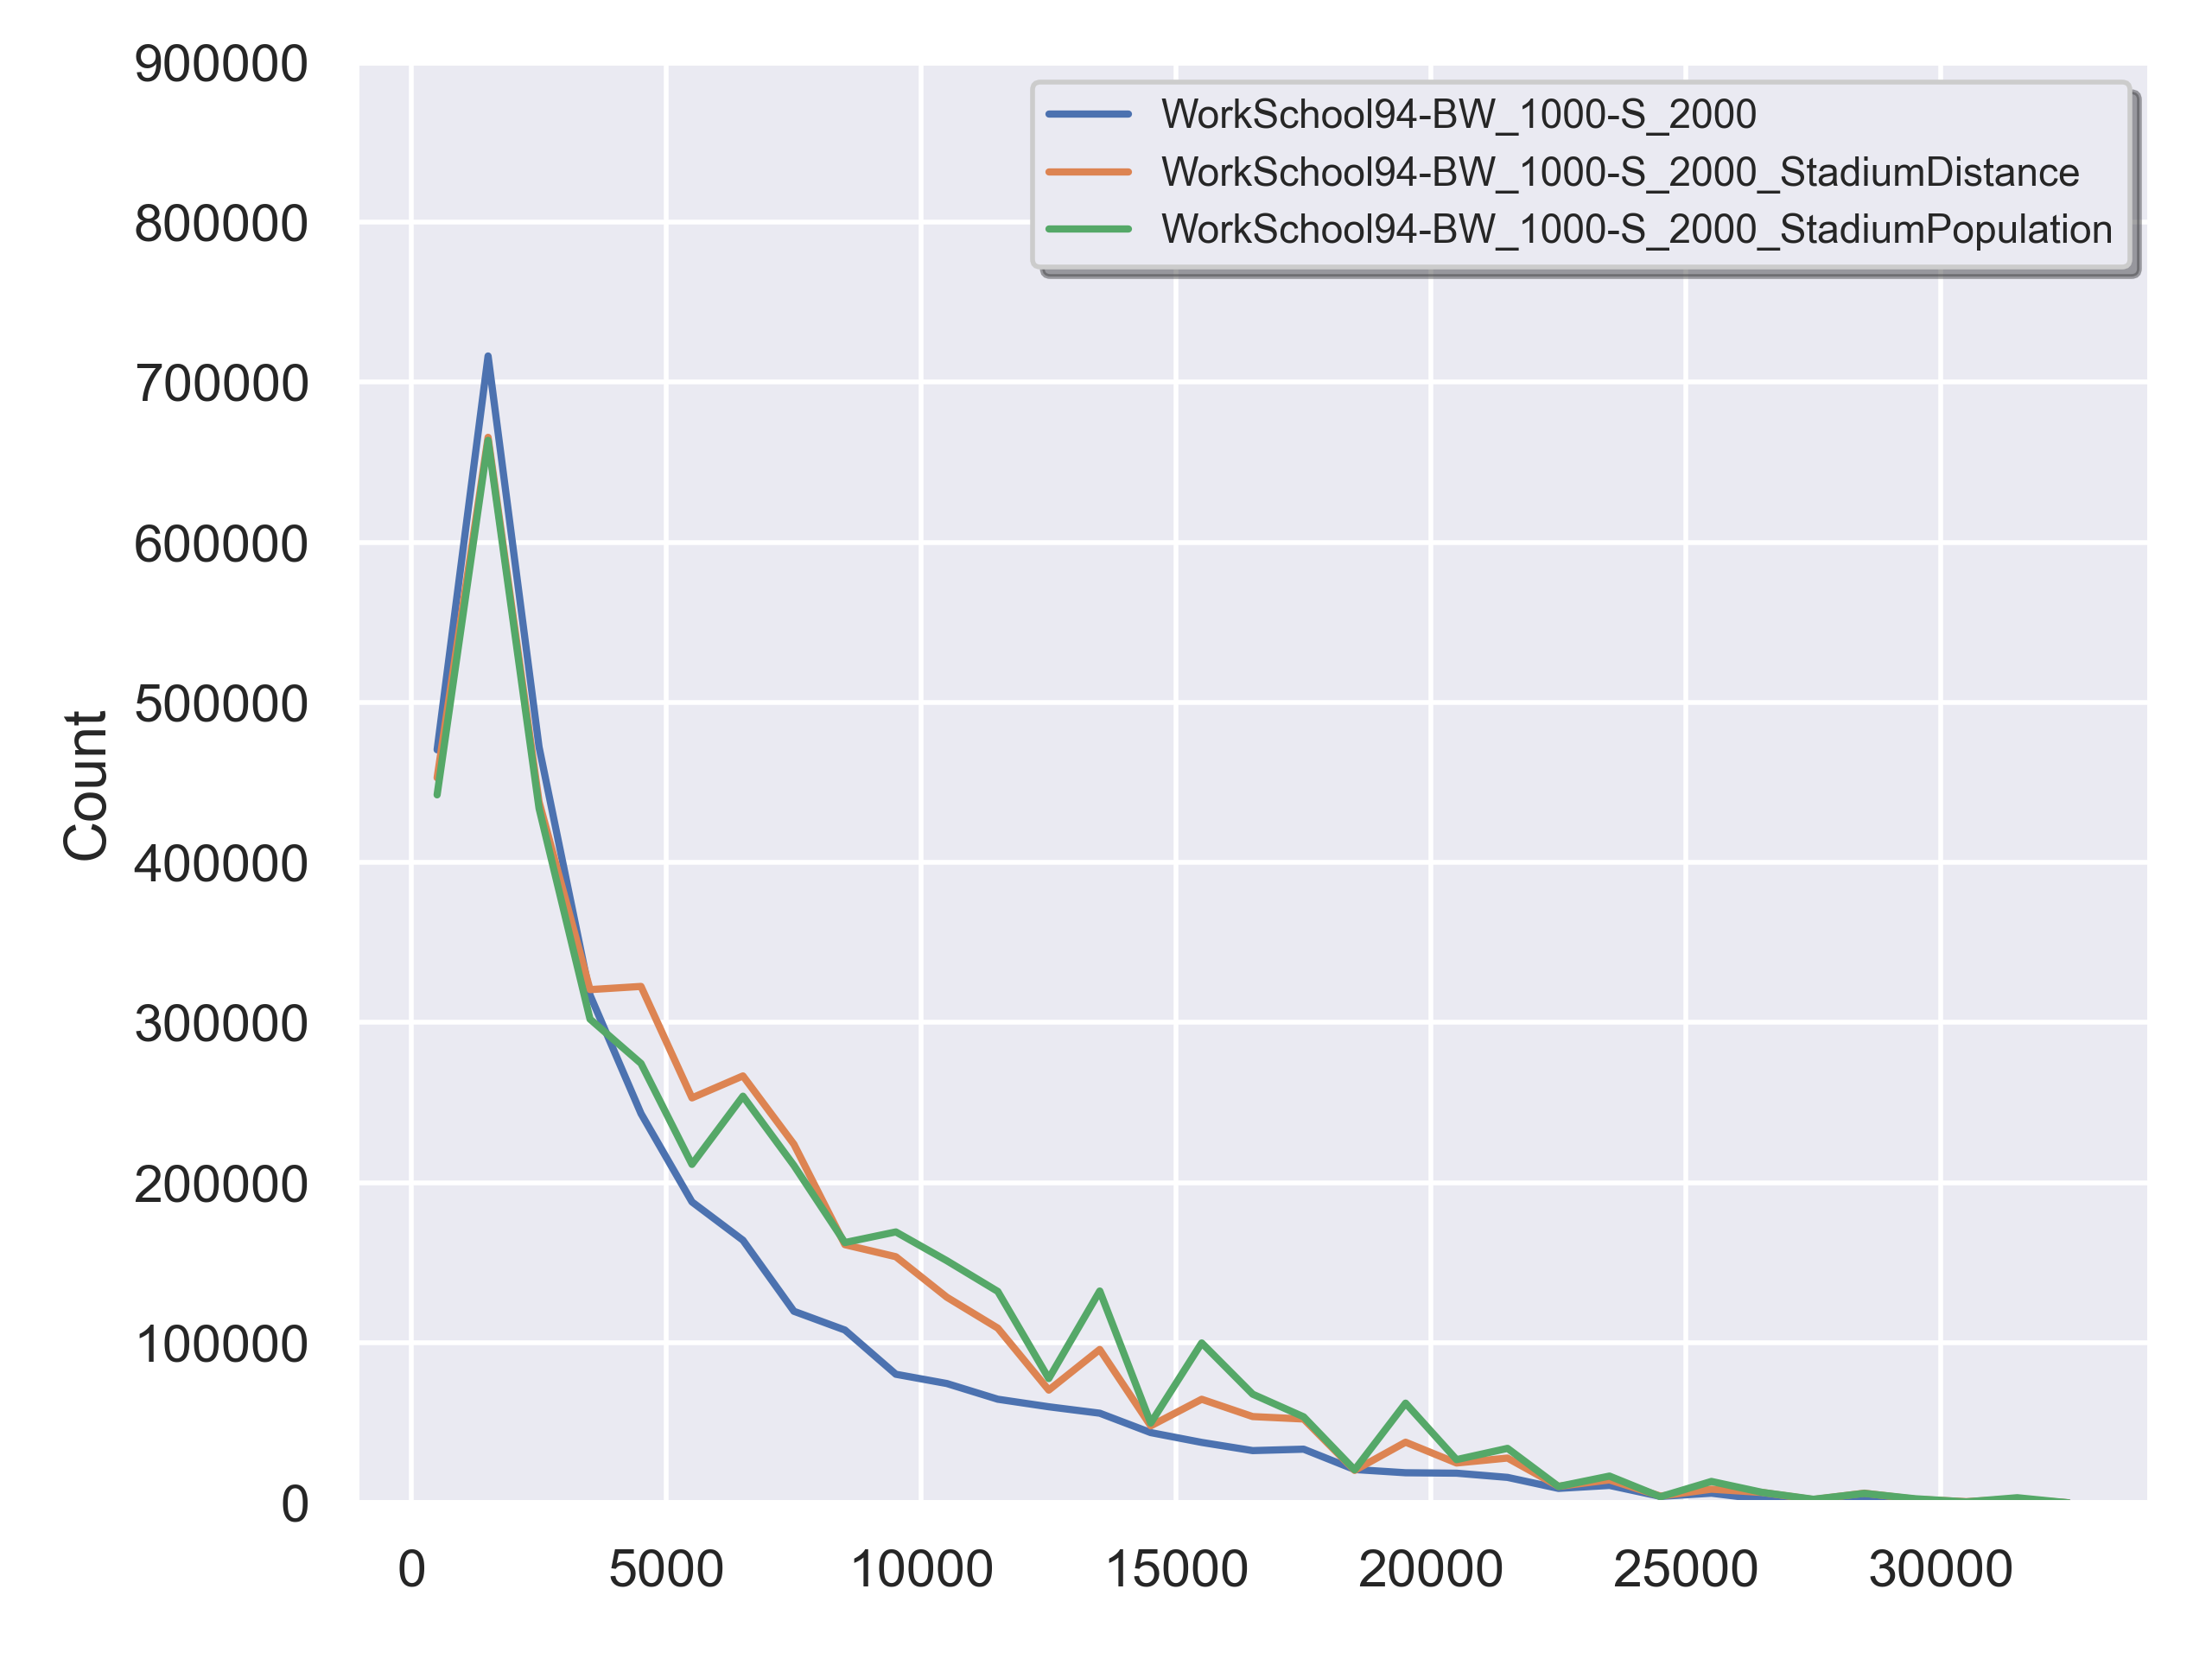 900000
800000
700000
600000
500000
400000
300000
200000
100000
0
Count
WorkSchool94-BW_1000-S_2000
WorkSchool94-BW_1000-S_2000_StadiumDistance
WorkSchool94-BW_1000-S_2000_StadiumPopulation
0 5000 10000 15000 20000 25000 30000